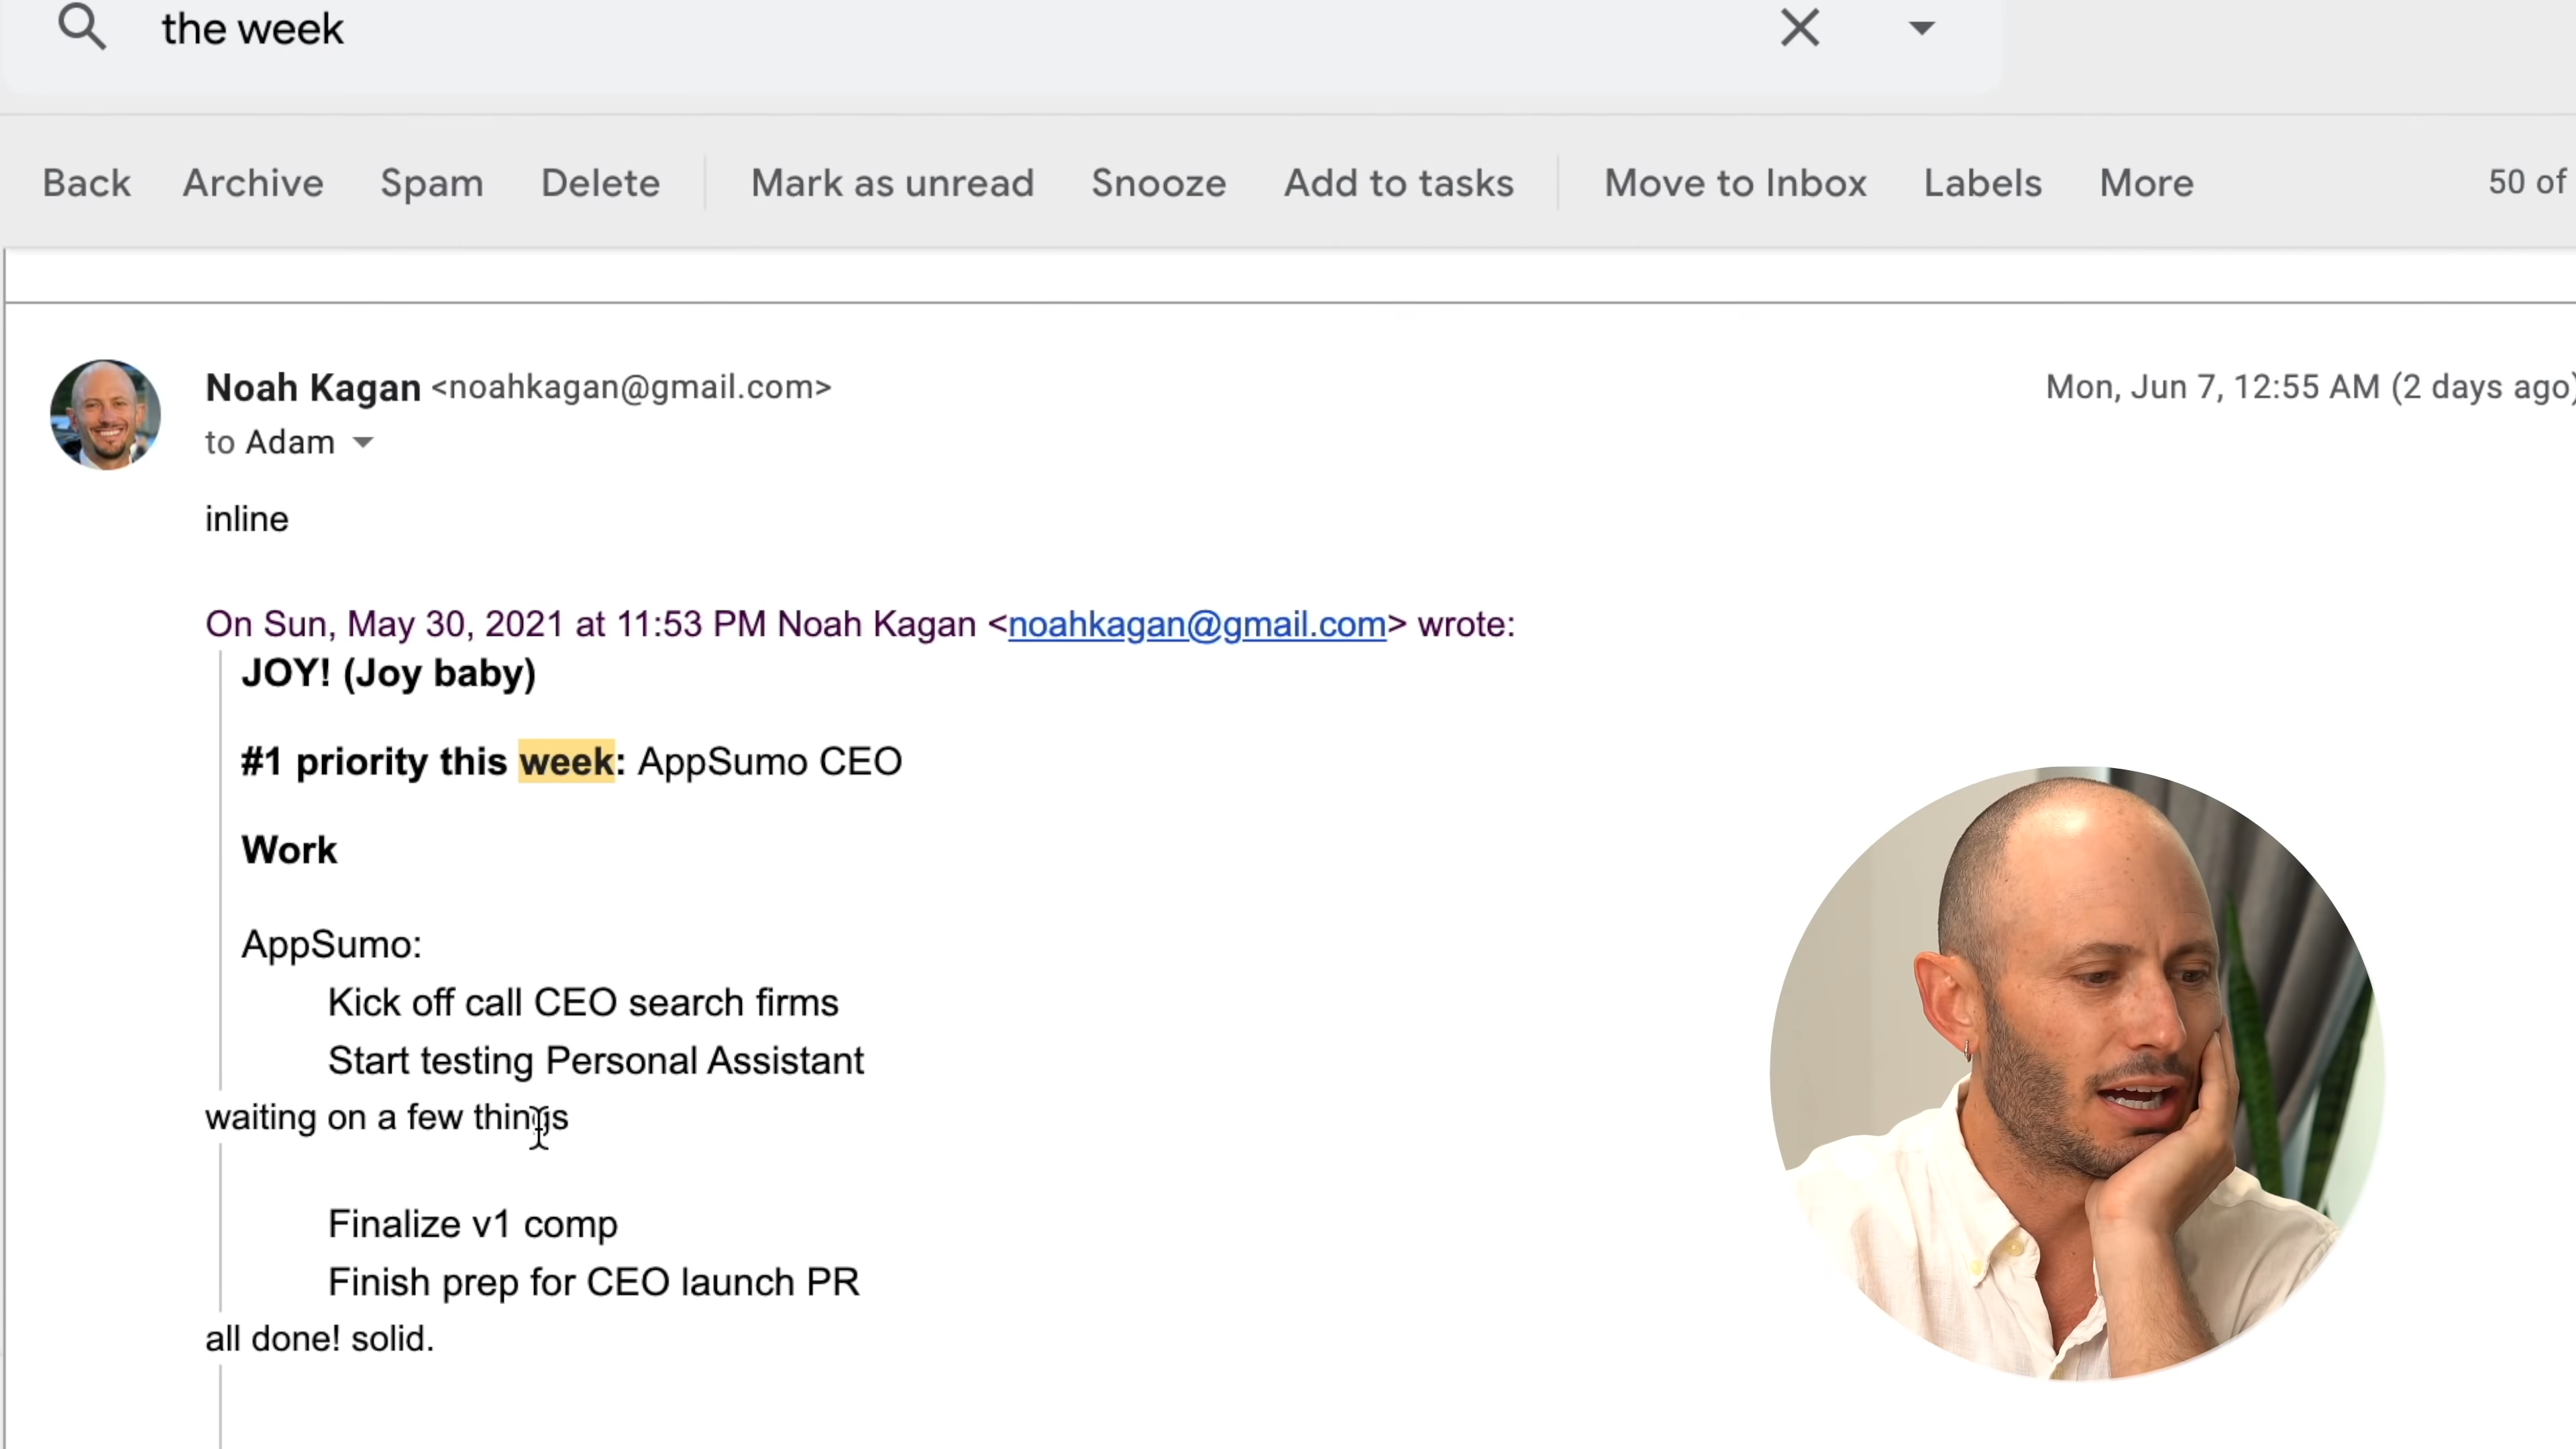 the week
Back Archive Spam Delete Mark as unread Snooze Add to tasks Move to Inbox Labels More 50 of
Noah Kagan <noahkagan@gmail.com> Mon, Jun 7, 12:55 AM (2 days ago)
to Adam
inline
On Sun, May 30, 2021 at 11:53 PM Noah Kagan <noahkagan@gmail.com> wrote:
JOY! (Joy baby)
#1 priority this week: AppSumo CEO
Work
AppSumo:
Kick off call CEO search firms
Start testing Personal Assistant
waiting on a few things
Finalize v1 comp
Finish prep for CEO launch PR
all done! solid.